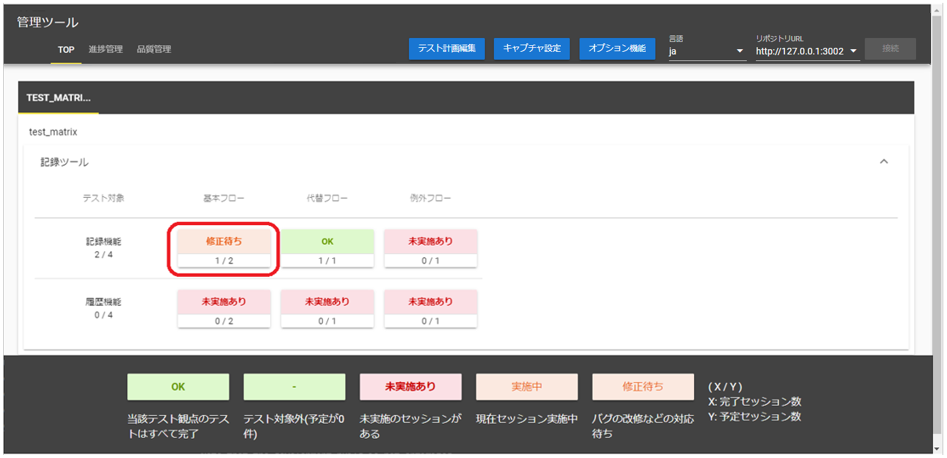 管理ツール
TOP 進捗管理 品質管理
テスト計画編集 キャプチャ設定 オプション機能
言語
ja
リポジトリURL
http://127.0.0.1:3002
接続
TEST_MATRI...
test_matrix
記録ツール
テスト対象 基本フロー 代替フロー 例外フロー
記録機能
2 / 4
修正待ち
1 / 2
OK
1 / 1
未実施あり
0 / 1
履歴機能
0 / 4
未実施あり
0 / 2
未実施あり
0 / 1
未実施あり
0 / 1
OK
当該テスト観点のテス
トはすべて完了
-
テスト対象外(予定が0
件)
未実施あり
未実施のセッションが
ある
実施中
現在セッション実施中
修正待ち
バグの改修などの対応
待ち
( X / Y )
X: 完了セッション数
Y: 予定セッション数